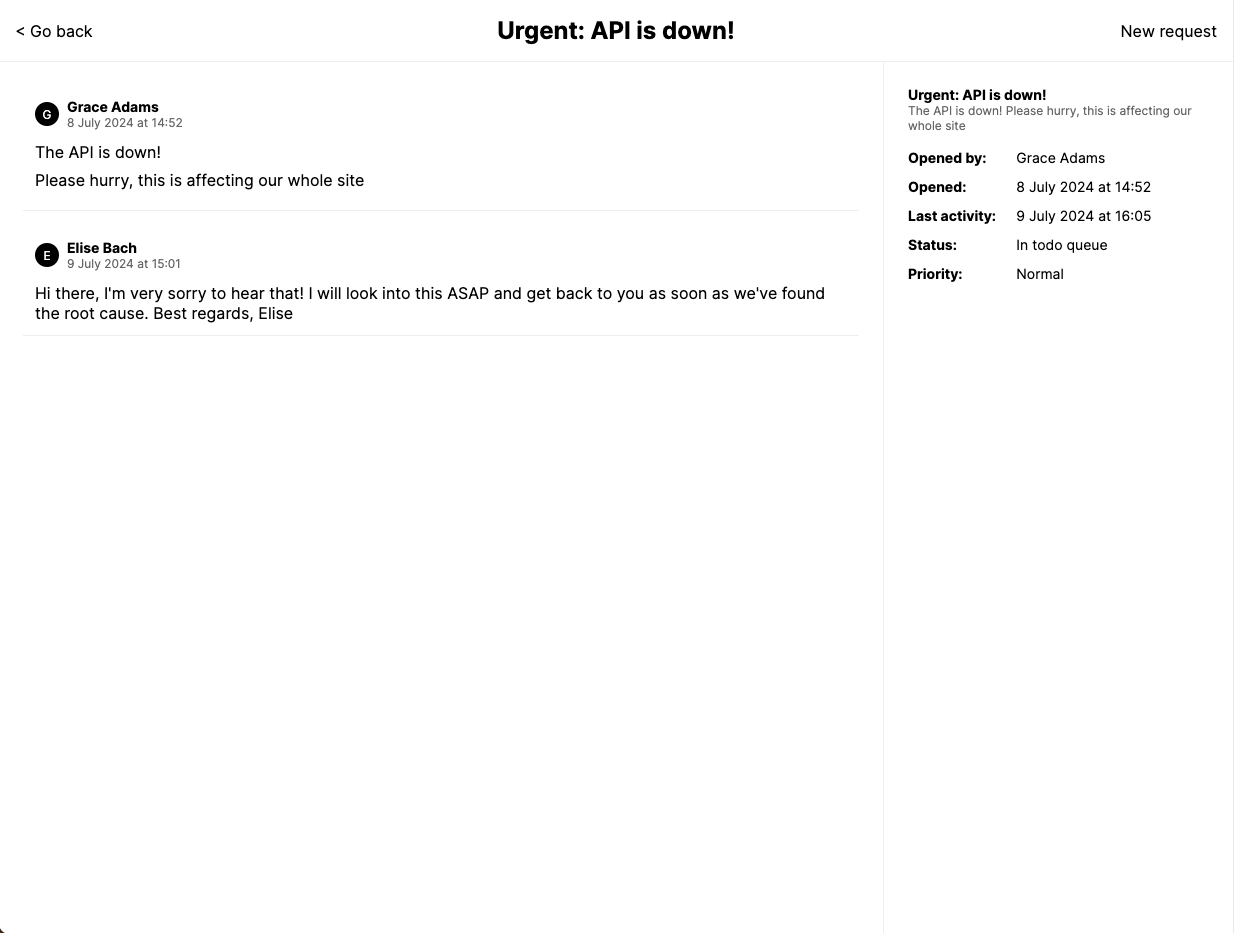 < Go back
Urgent: API is down!
New request
G
Grace Adams
8 July 2024 at 14:52
The API is down!
Please hurry, this is affecting our whole site
E
Elise Bach
9 July 2024 at 15:01
Hi there, I'm very sorry to hear that! I will look into this ASAP and get back to you as soon as we've found
the root cause. Best regards, Elise
Urgent: API is down!
The API is down! Please hurry, this is affecting our
whole site
Opened by: Grace Adams
Opened: 8 July 2024 at 14:52
Last activity: 9 July 2024 at 16:05
Status: In todo queue
Priority: Normal